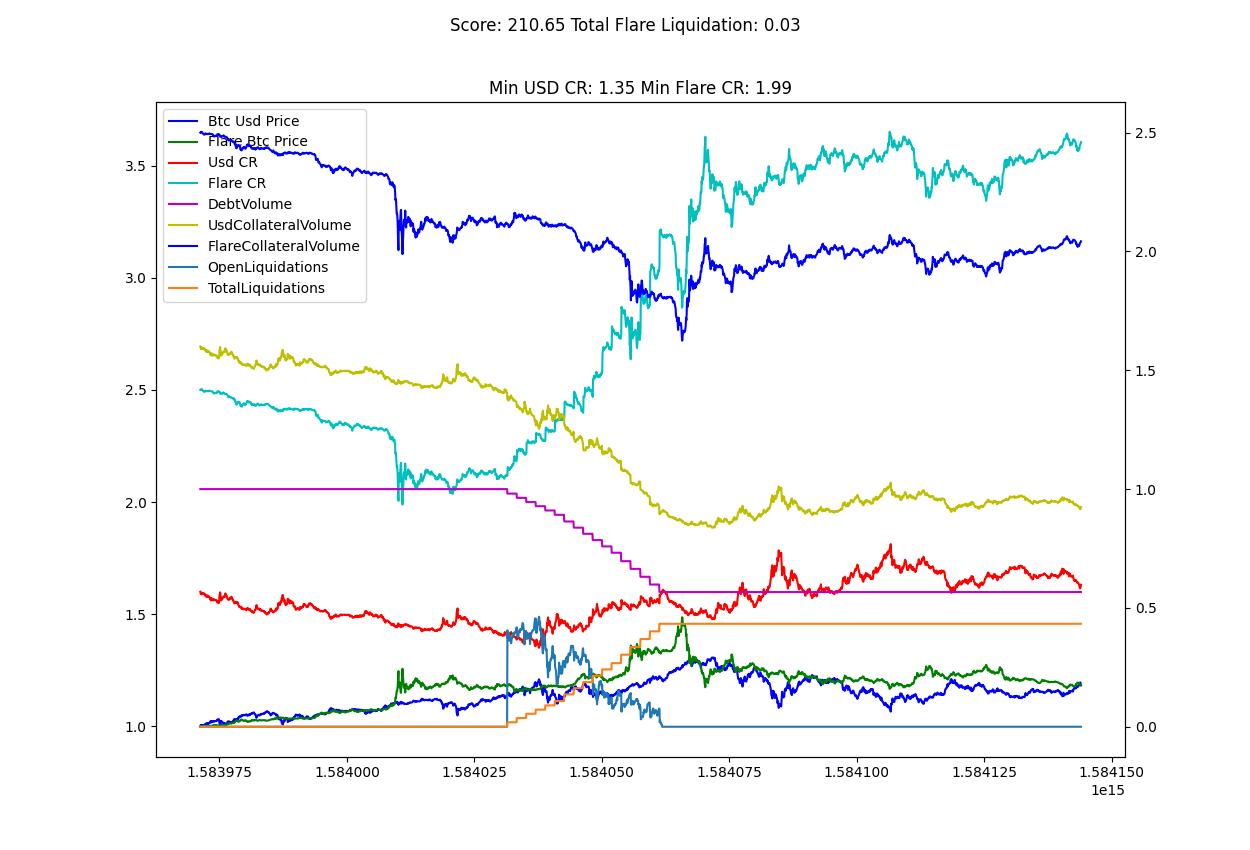 Score: 210.65 Total Flare Liquidation: 0.03
Min USD CR: 1.35 Min Flare CR: 1.99
Btc Usd Price
Flare Btc Price
Usd CR
Flare CR
DebtVolume
UsdCollateralVolume
FlareCollateralVolume
OpenLiquidations
TotalLiquidations
3.5
3.0
2.5
2.0
1.5
1.0
2.5
2.0
1.5
1.0
0.5
0.0
1.583975 1.584000 1.584025 1.584050 1.584075 1.584100 1.584125 1.584150
1e15